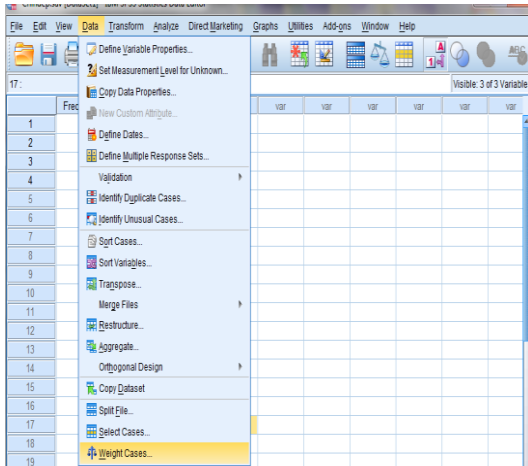 File Edit View Data Transform Analyze Direct Marketing Graphs Utilities Add-ons Window Help
17 :
Visible: 3 of 3 Variable
Define Variable Properties...
Set Measurement Level for Unknown...
Copy Data Properties...
New Custom Attribute...
Define Dates...
Define Multiple Response Sets...
Validation
Identify Duplicate Cases...
Identify Unusual Cases...
Sort Cases...
Sort Variables...
Transpose...
Merge Files
Restructure...
Aggregate...
Orthogonal Design
Copy Dataset
Split File...
Select Cases...
Weight Cases...
var var var var var var
1
2
3
4
5
6
7
8
9
10
11
12
13
14
15
16
17
18
19